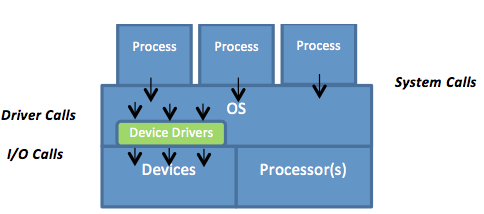 Process Process Process
System Calls
OS
Driver Calls
Device Drivers
I/O Calls
Devices Processor(s)